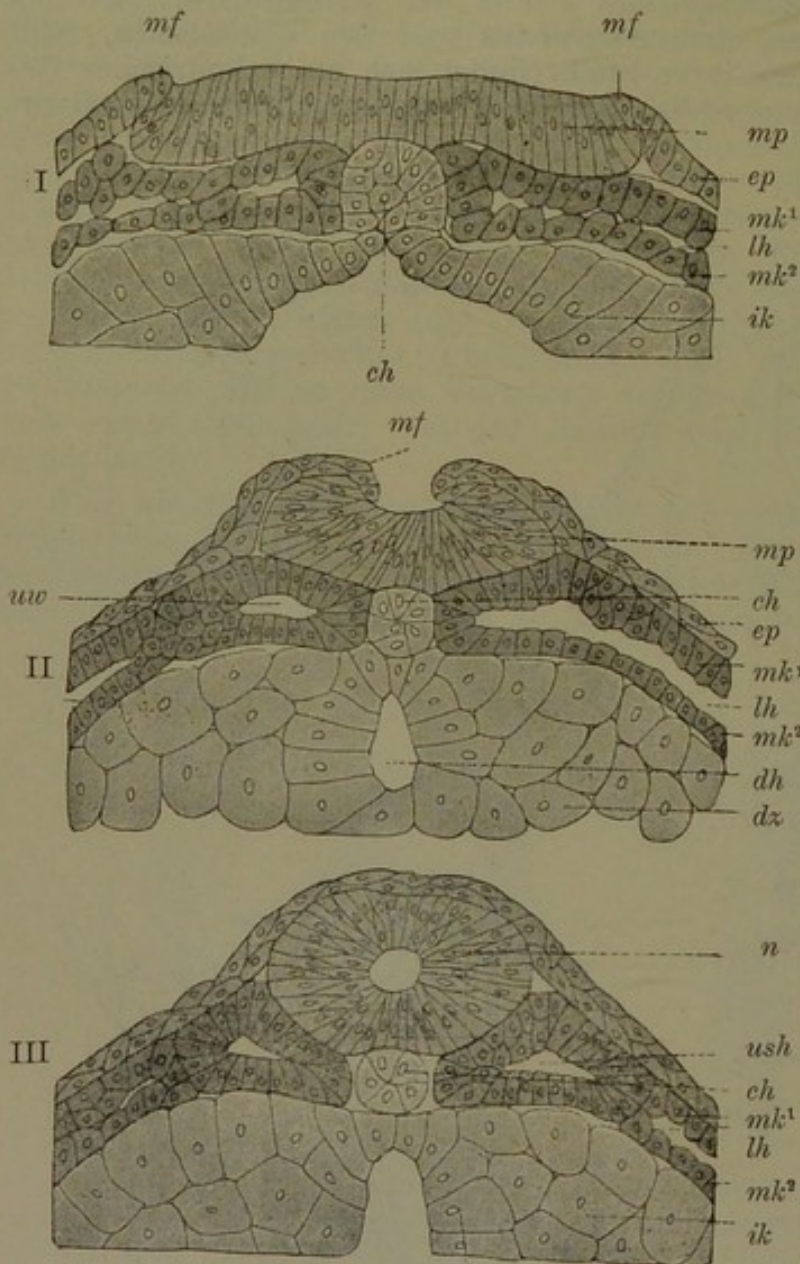 mf mf
I
mp
ep
mk¹
lh
mk²
ik
ch
mf
II
mp
uw
ch
ep
mk¹
lh
mk²
dh
dz
III
n
ush
ch
mk¹
lh
mk²
ik